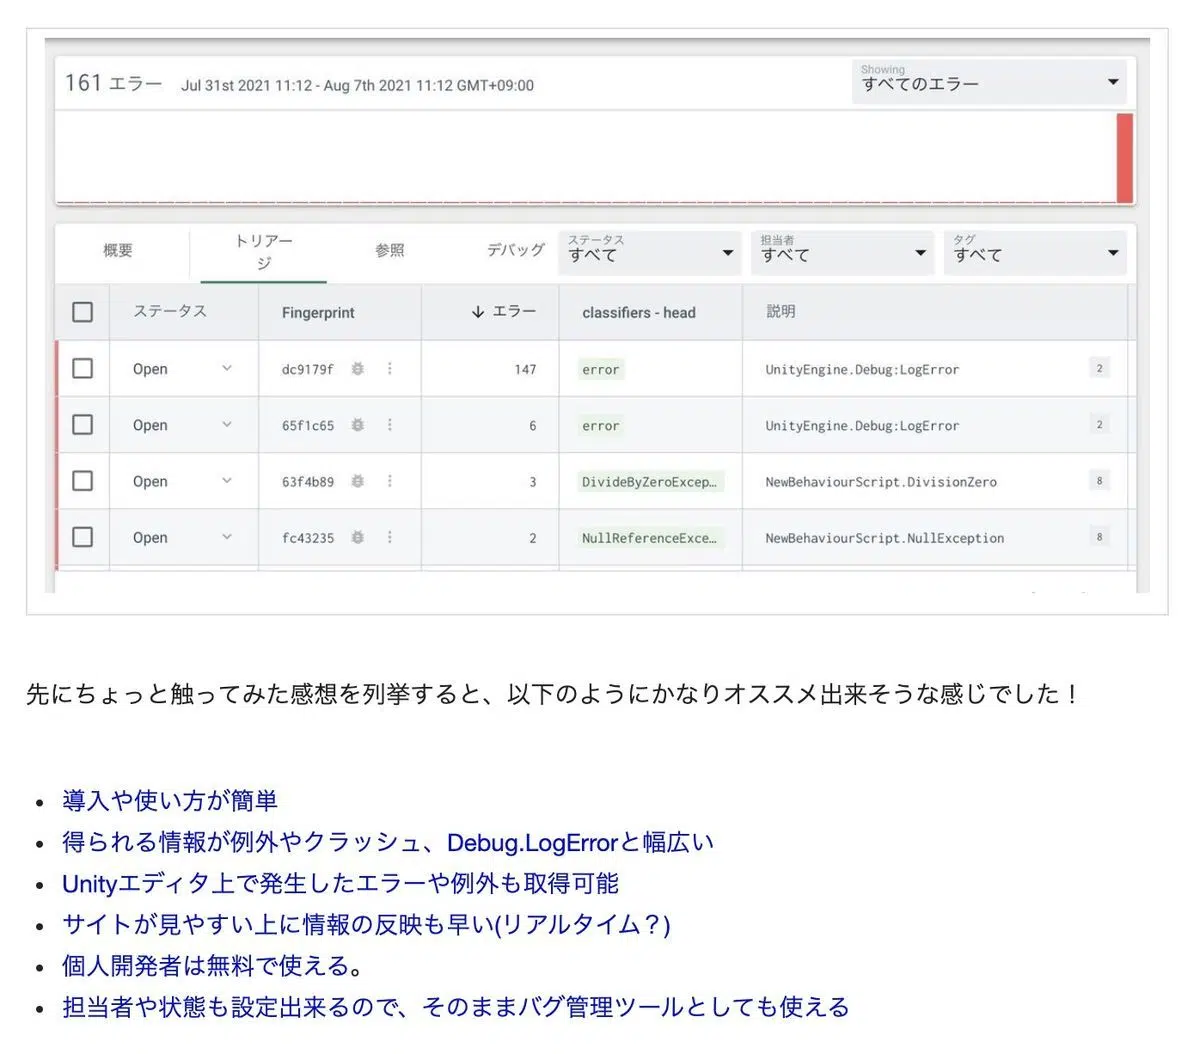 161 エラー Jul 31st 2021 11:12 - Aug 7th 2021 11:12 GMT+09:00
Showing
すべてのエラー
概要 トリアージ 参照 デバッグ
ステータス
すべて
担当者
すべて
タグ
すべて
ステータス Fingerprint ↓ エラー classifiers - head 説明
Open dc9179f 147 error UnityEngine.Debug:LogError 2
Open 65f1c65 6 error UnityEngine.Debug:LogError 2
Open 63f4b89 3 DivideByZeroExcep… NewBehaviourScript.DivisionZero 8
Open fc43235 2 NullReferenceExce… NewBehaviourScript.NullException 8
先にちょっと触ってみた感想を列挙すると、以下のようにかなりオススメ出来そうな感じでした！
• 導入や使い方が簡単
• 得られる情報が例外やクラッシュ、Debug.LogErrorと幅広い
• Unityエディタ上で発生したエラーや例外も取得可能
• サイトが見やすい上に情報の反映も早い(リアルタイム？)
• 個人開発者は無料で使える。
• 担当者や状態も設定出来るので、そのままバグ管理ツールとしても使える